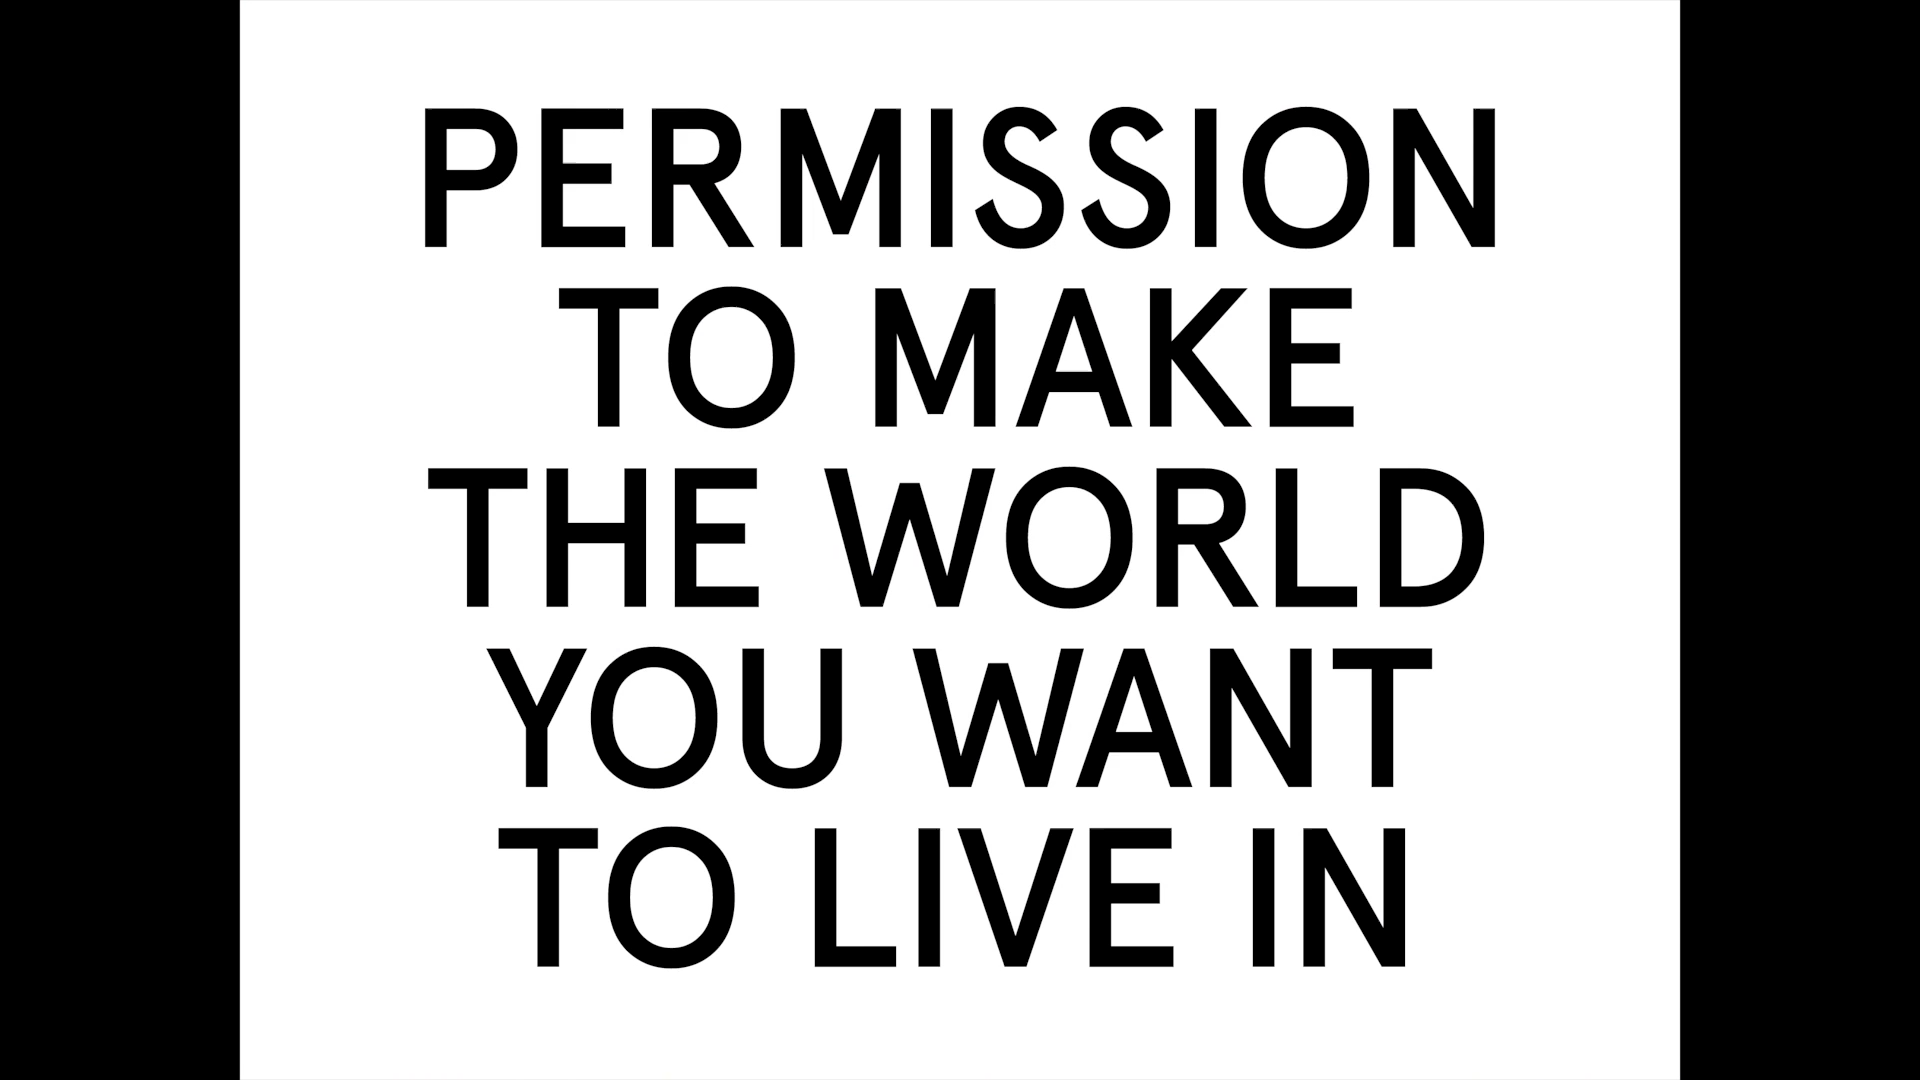 PERMISSION
TO MAKE
THE WORLD
YOU WANT
TO LIVE IN